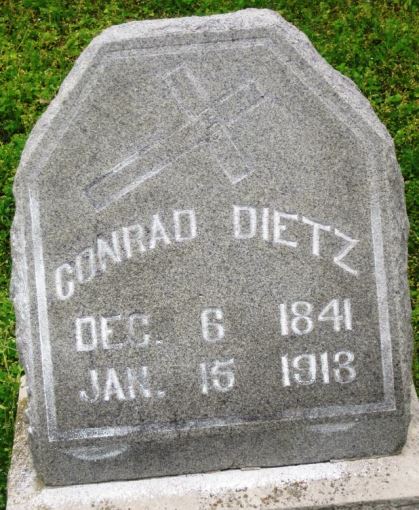 CONRAD DIETZ
DEC. 6 1841
JAN. 15 1913